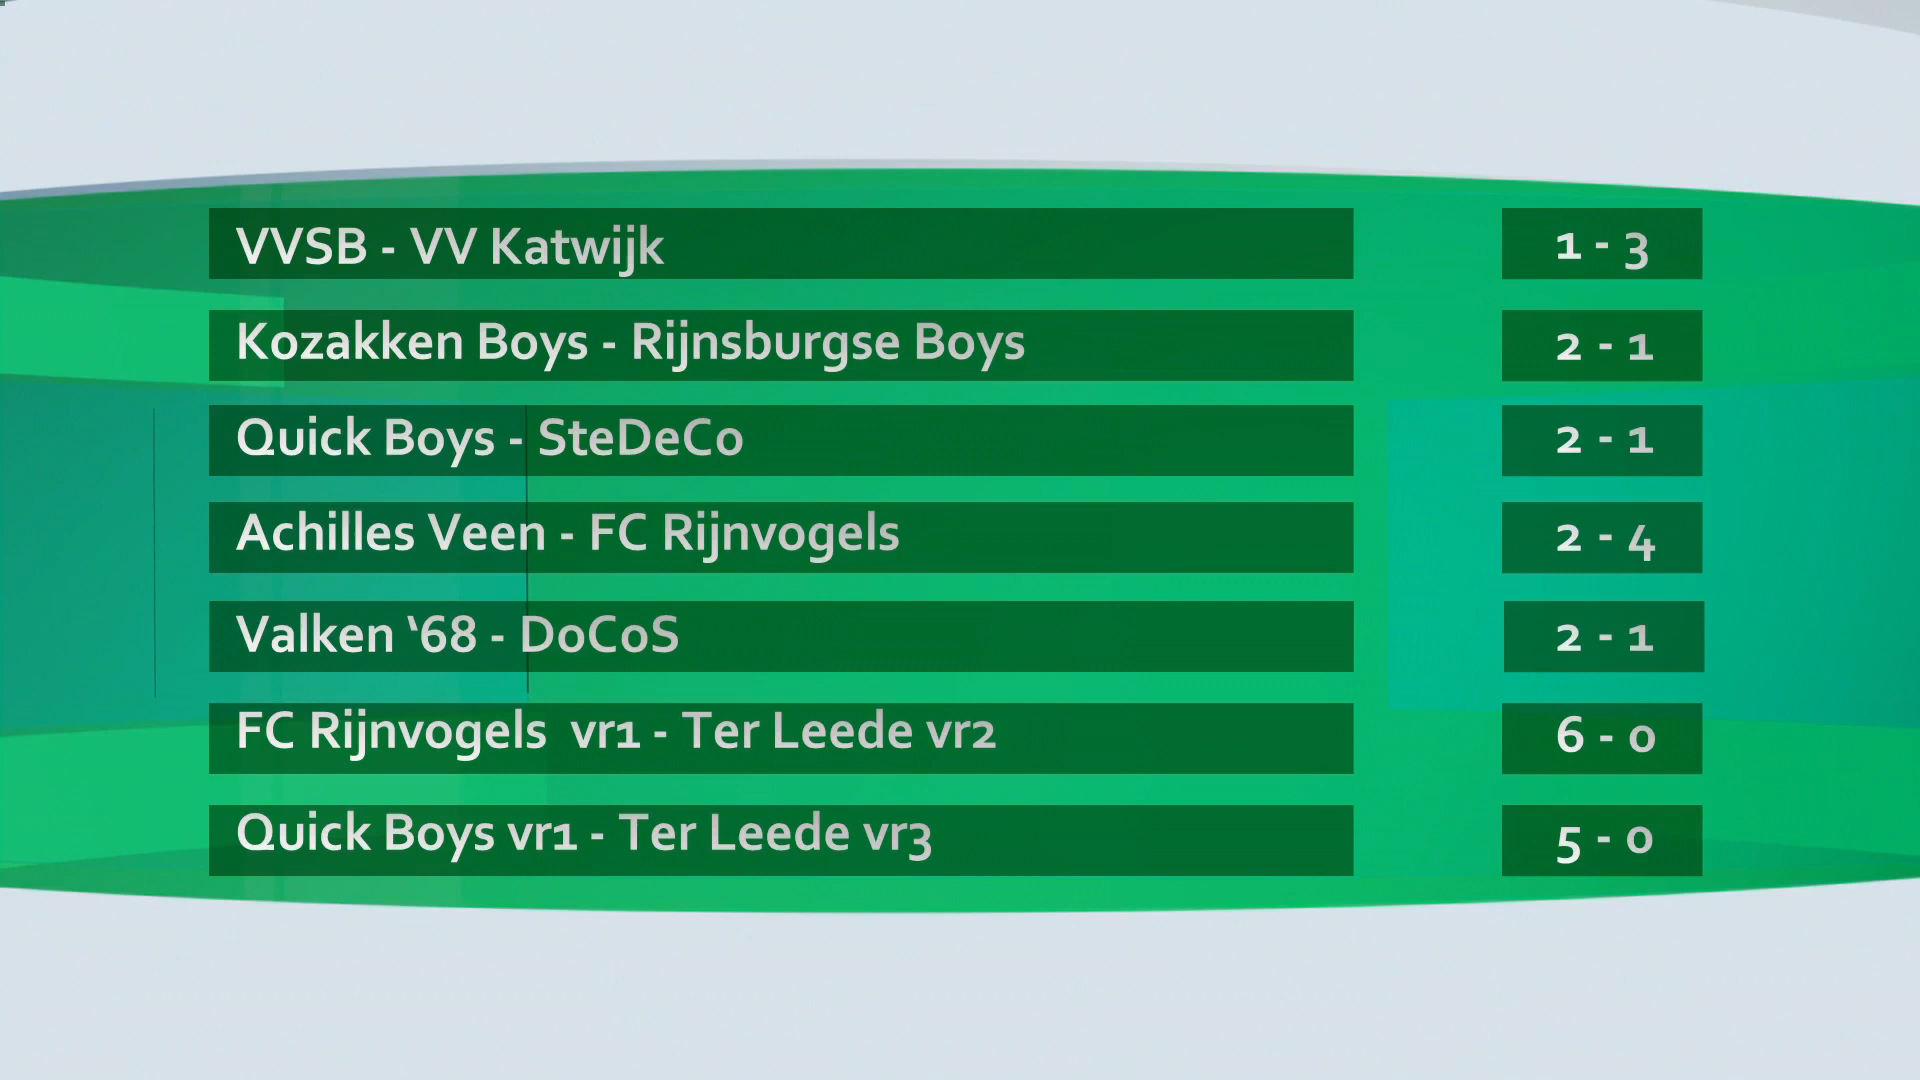 VVSB - VV Katwijk 1 - 3
Kozakken Boys - Rijnsburgse Boys 2 - 1
Quick Boys - SteDeCo 2 - 1
Achilles Veen - FC Rijnvogels 2 - 4
Valken ‘68 - DoCoS 2 - 1
FC Rijnvogels  vr1 - Ter Leede vr2 6 - 0
Quick Boys vr1 - Ter Leede vr3 5 - 0